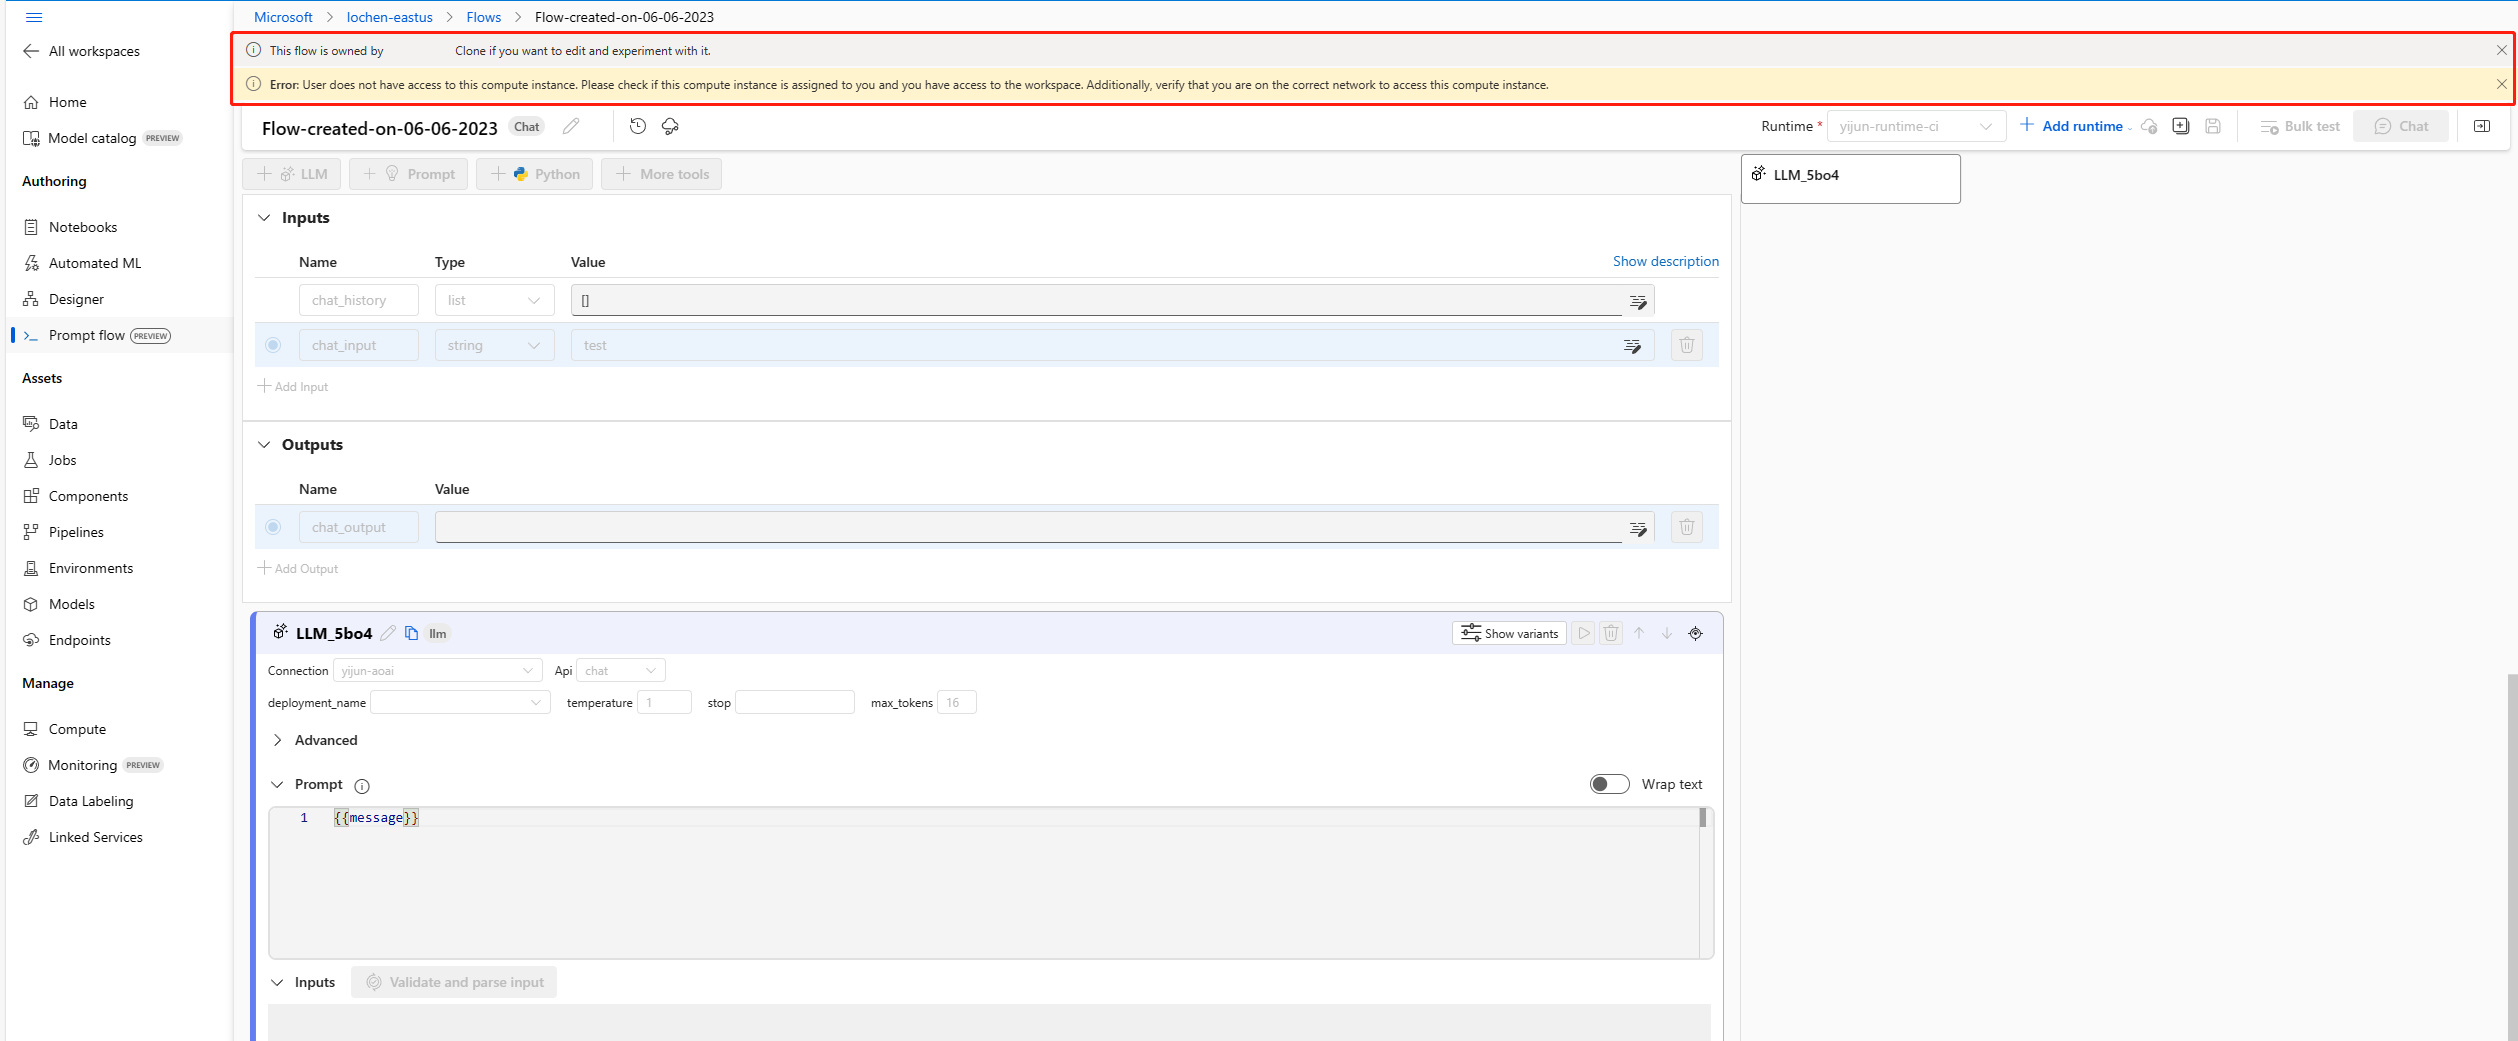 Microsoft > lochen-eastus > Flows > Flow-created-on-06-06-2023
All workspaces
Home
Model catalog PREVIEW
Authoring
Notebooks
Automated ML
Designer
Prompt flow PREVIEW
Assets
Data
Jobs
Components
Pipelines
Environments
Models
Endpoints
Manage
Compute
Monitoring PREVIEW
Data Labeling
Linked Services
This flow is owned by Clone if you want to edit and experiment with it.
Error: User does not have access to this compute instance. Please check if this compute instance is assigned to you and you have access to the workspace. Additionally, verify that you are on the correct network to access this compute instance.
Flow-created-on-06-06-2023 Chat
Runtime * yijun-runtime-ci + Add runtime Bulk test Chat
+ LLM + Prompt + Python + More tools
LLM_5bo4
Inputs
Name Type Value Show description
chat_history list []
chat_input string test
+ Add Input
Outputs
Name Value
chat_output
+ Add Output
LLM_5bo4 llm Show variants
Connection yijun-aoai Api chat
deployment_name temperature 1 stop max_tokens 16
Advanced
Prompt Wrap text
1 {{message}}
Inputs Validate and parse input